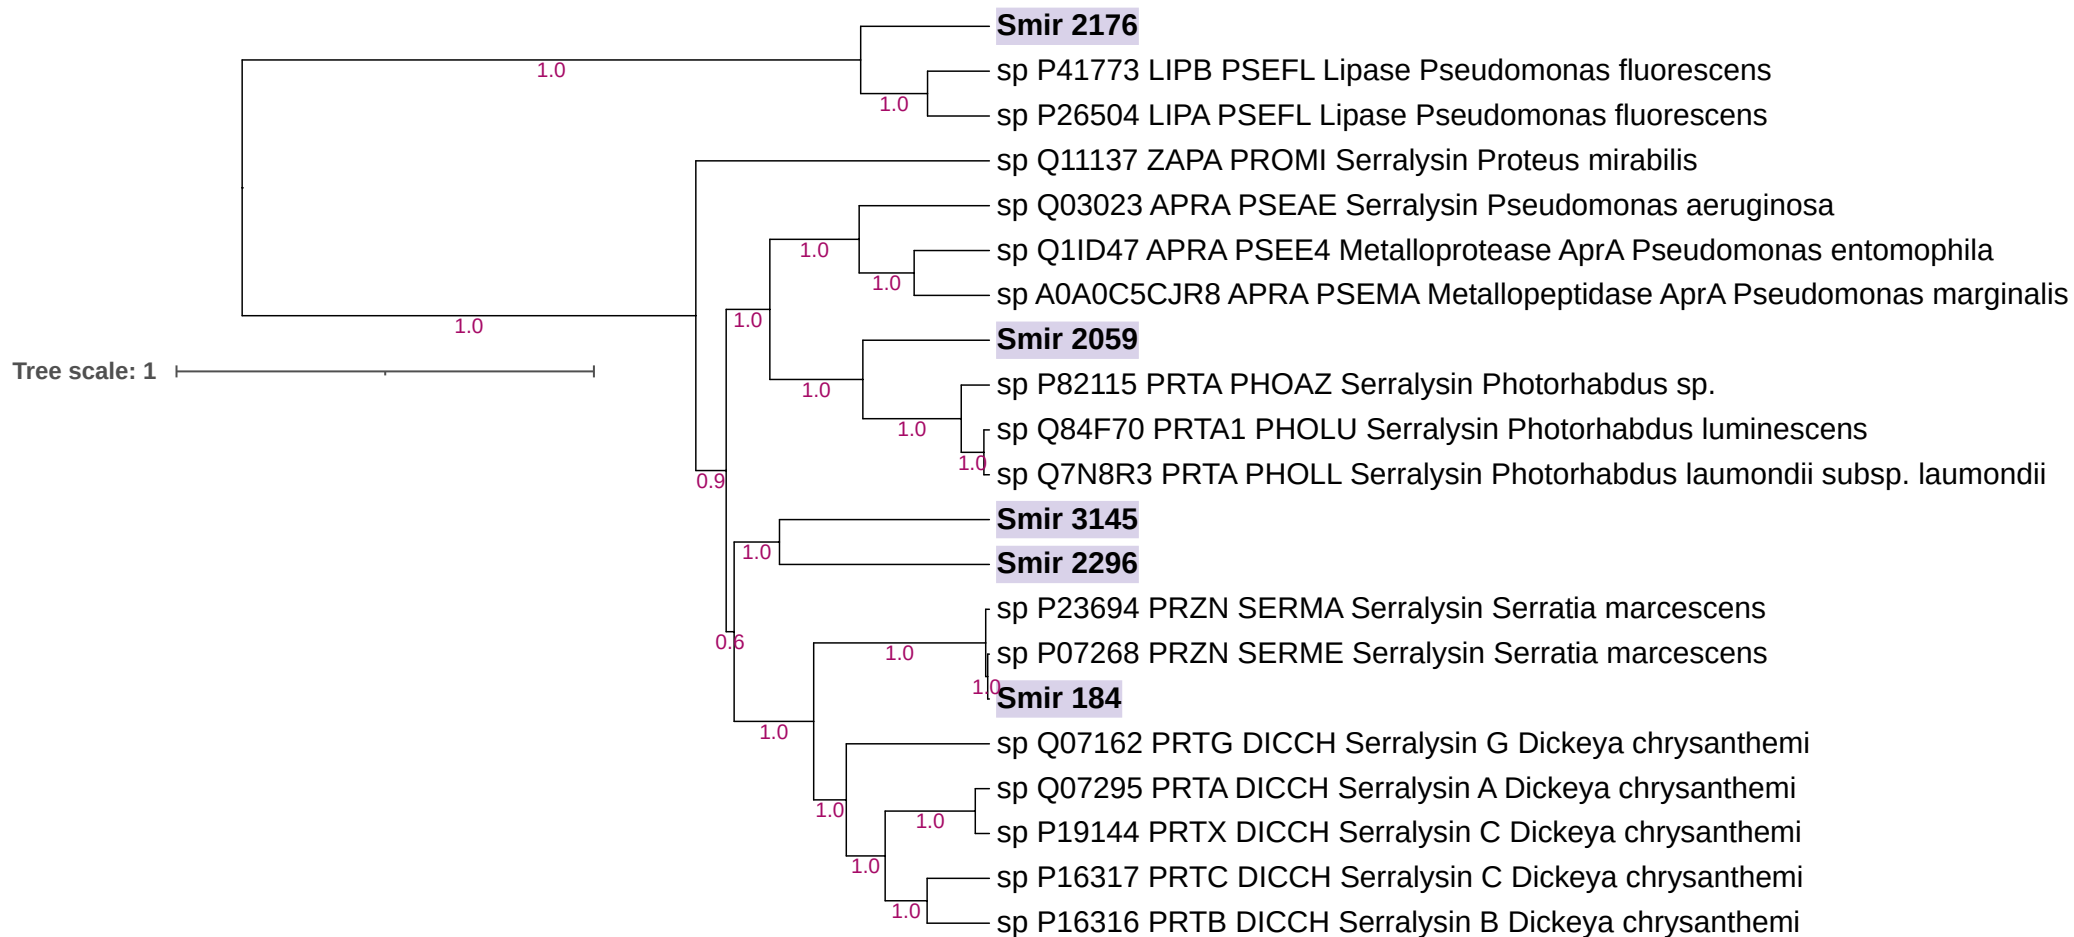 Smir 2176
1.0
sp P41773 LIPB PSEFL Lipase Pseudomonas fluorescens
1.0
sp P26504 LIPA PSEFL Lipase Pseudomonas fluorescens
sp Q11137 ZAPA PROMI Serralysin Proteus mirabilis
sp Q03023 APRA PSEAE Serralysin Pseudomonas aeruginosa
1.0
sp Q1ID47 APRA PSEE4 Metalloprotease AprA Pseudomonas entomophila
1.0
sp A0A0C5CJR8 APRA PSEMA Metallopeptidase AprA Pseudomonas marginalis
1.0
1.0
Smir 2059
Tree scale: 1
1.0
sp P82115 PRTA PHOAZ Serralysin Photorhabdus sp.
1.0
sp Q84F70 PRTA1 PHOLU Serralysin Photorhabdus luminescens
1.0
sp Q7N8R3 PRTA PHOLL Serralysin Photorhabdus laumondii subsp. laumondii
0.9
Smir 3145
1.0
Smir 2296
sp P23694 PRZN SERMA Serralysin Serratia marcescens
0.6
1.0
sp P07268 PRZN SERME Serralysin Serratia marcescens
1.0
Smir 184
1.0
sp Q07162 PRTG DICCH Serralysin G Dickeya chrysanthemi
sp Q07295 PRTA DICCH Serralysin A Dickeya chrysanthemi
1.0
1.0
sp P19144 PRTX DICCH Serralysin C Dickeya chrysanthemi
1.0
sp P16317 PRTC DICCH Serralysin C Dickeya chrysanthemi
1.0
sp P16316 PRTB DICCH Serralysin B Dickeya chrysanthemi